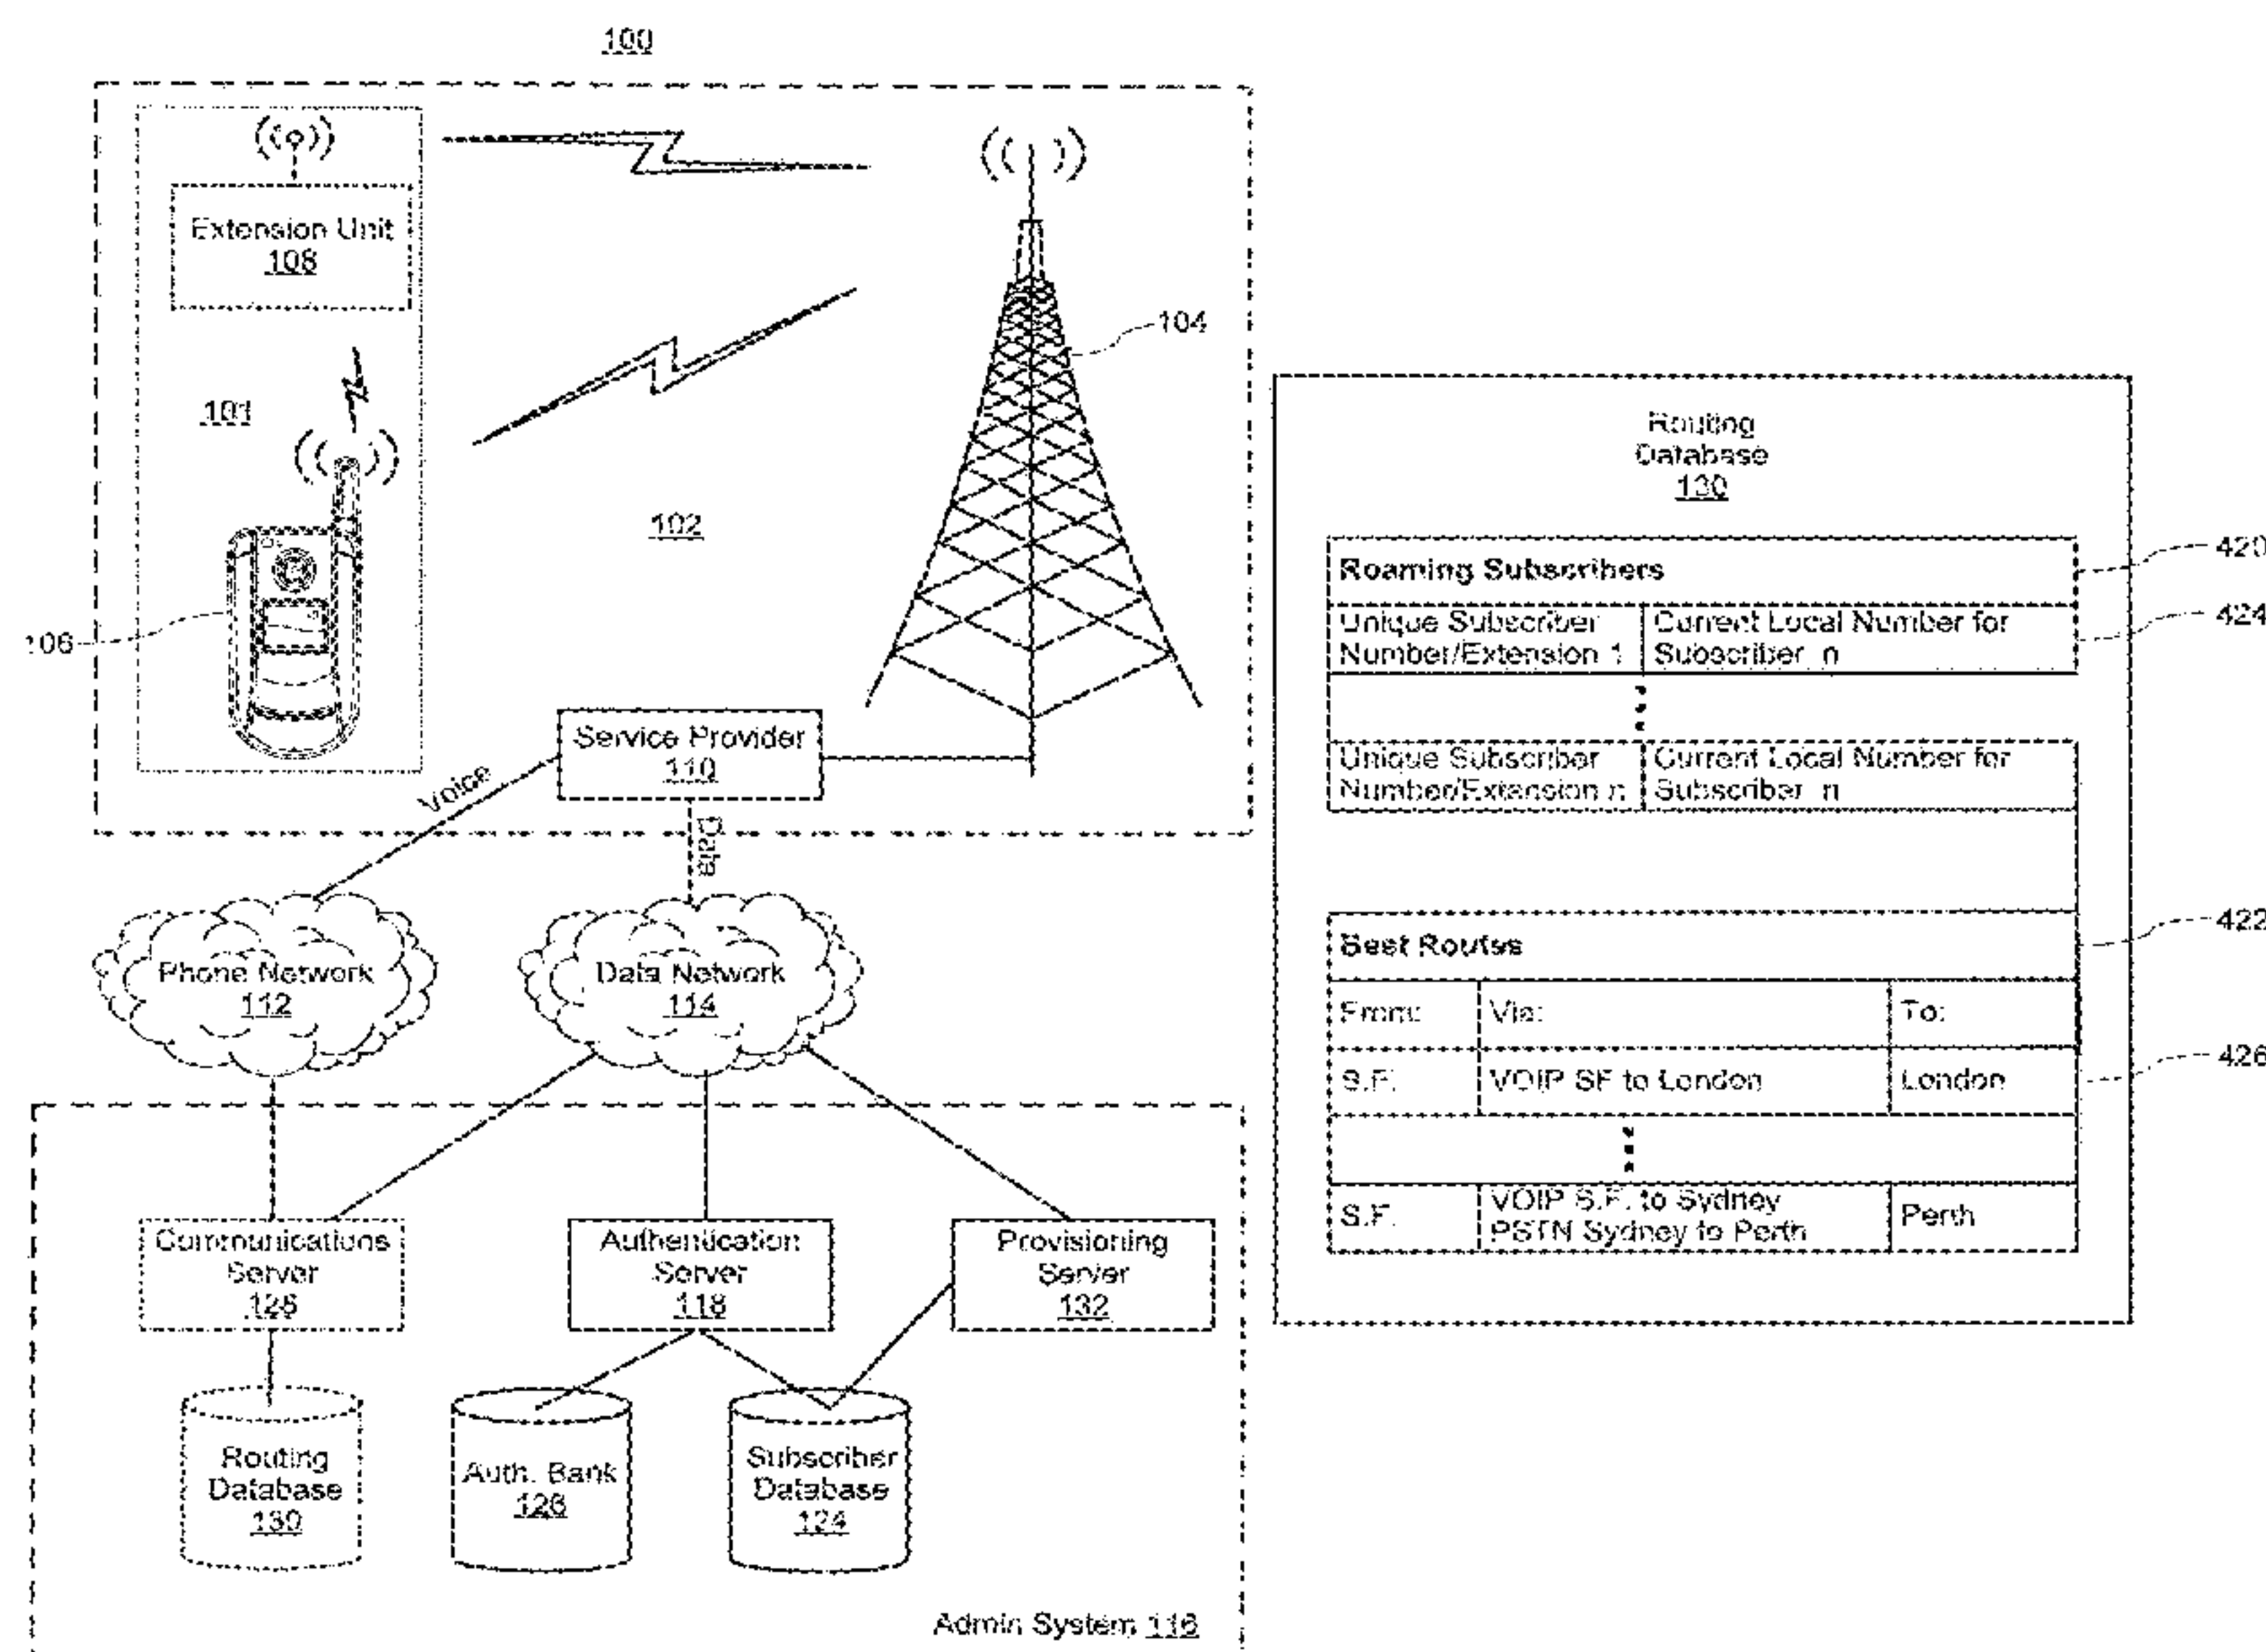 100
Extension Unit
108
101
102
104
106
Service Provider
110
Voice
Data
Phone Network
112
Data Network
114
Communications
Server
Authentication
Server
118
Provisioning
Server
132
Routing
Database
130
Auth. Bank
Subscriber
Database
124
Admin System 116
Routing
Database
130
Roaming Subscribers
420
Unique Subscriber
Number/Extension 1
Current Local Number for
Subscriber n
424
Unique Subscriber
Number/Extension n
Current Local Number for
Subscriber n
Best Routes
422
From:
Via:
To:
S.F.
VOIP SF to London
London
426
S.F.
VOIP S.F. to Sydney
PSTN Sydney to Perth
Perth